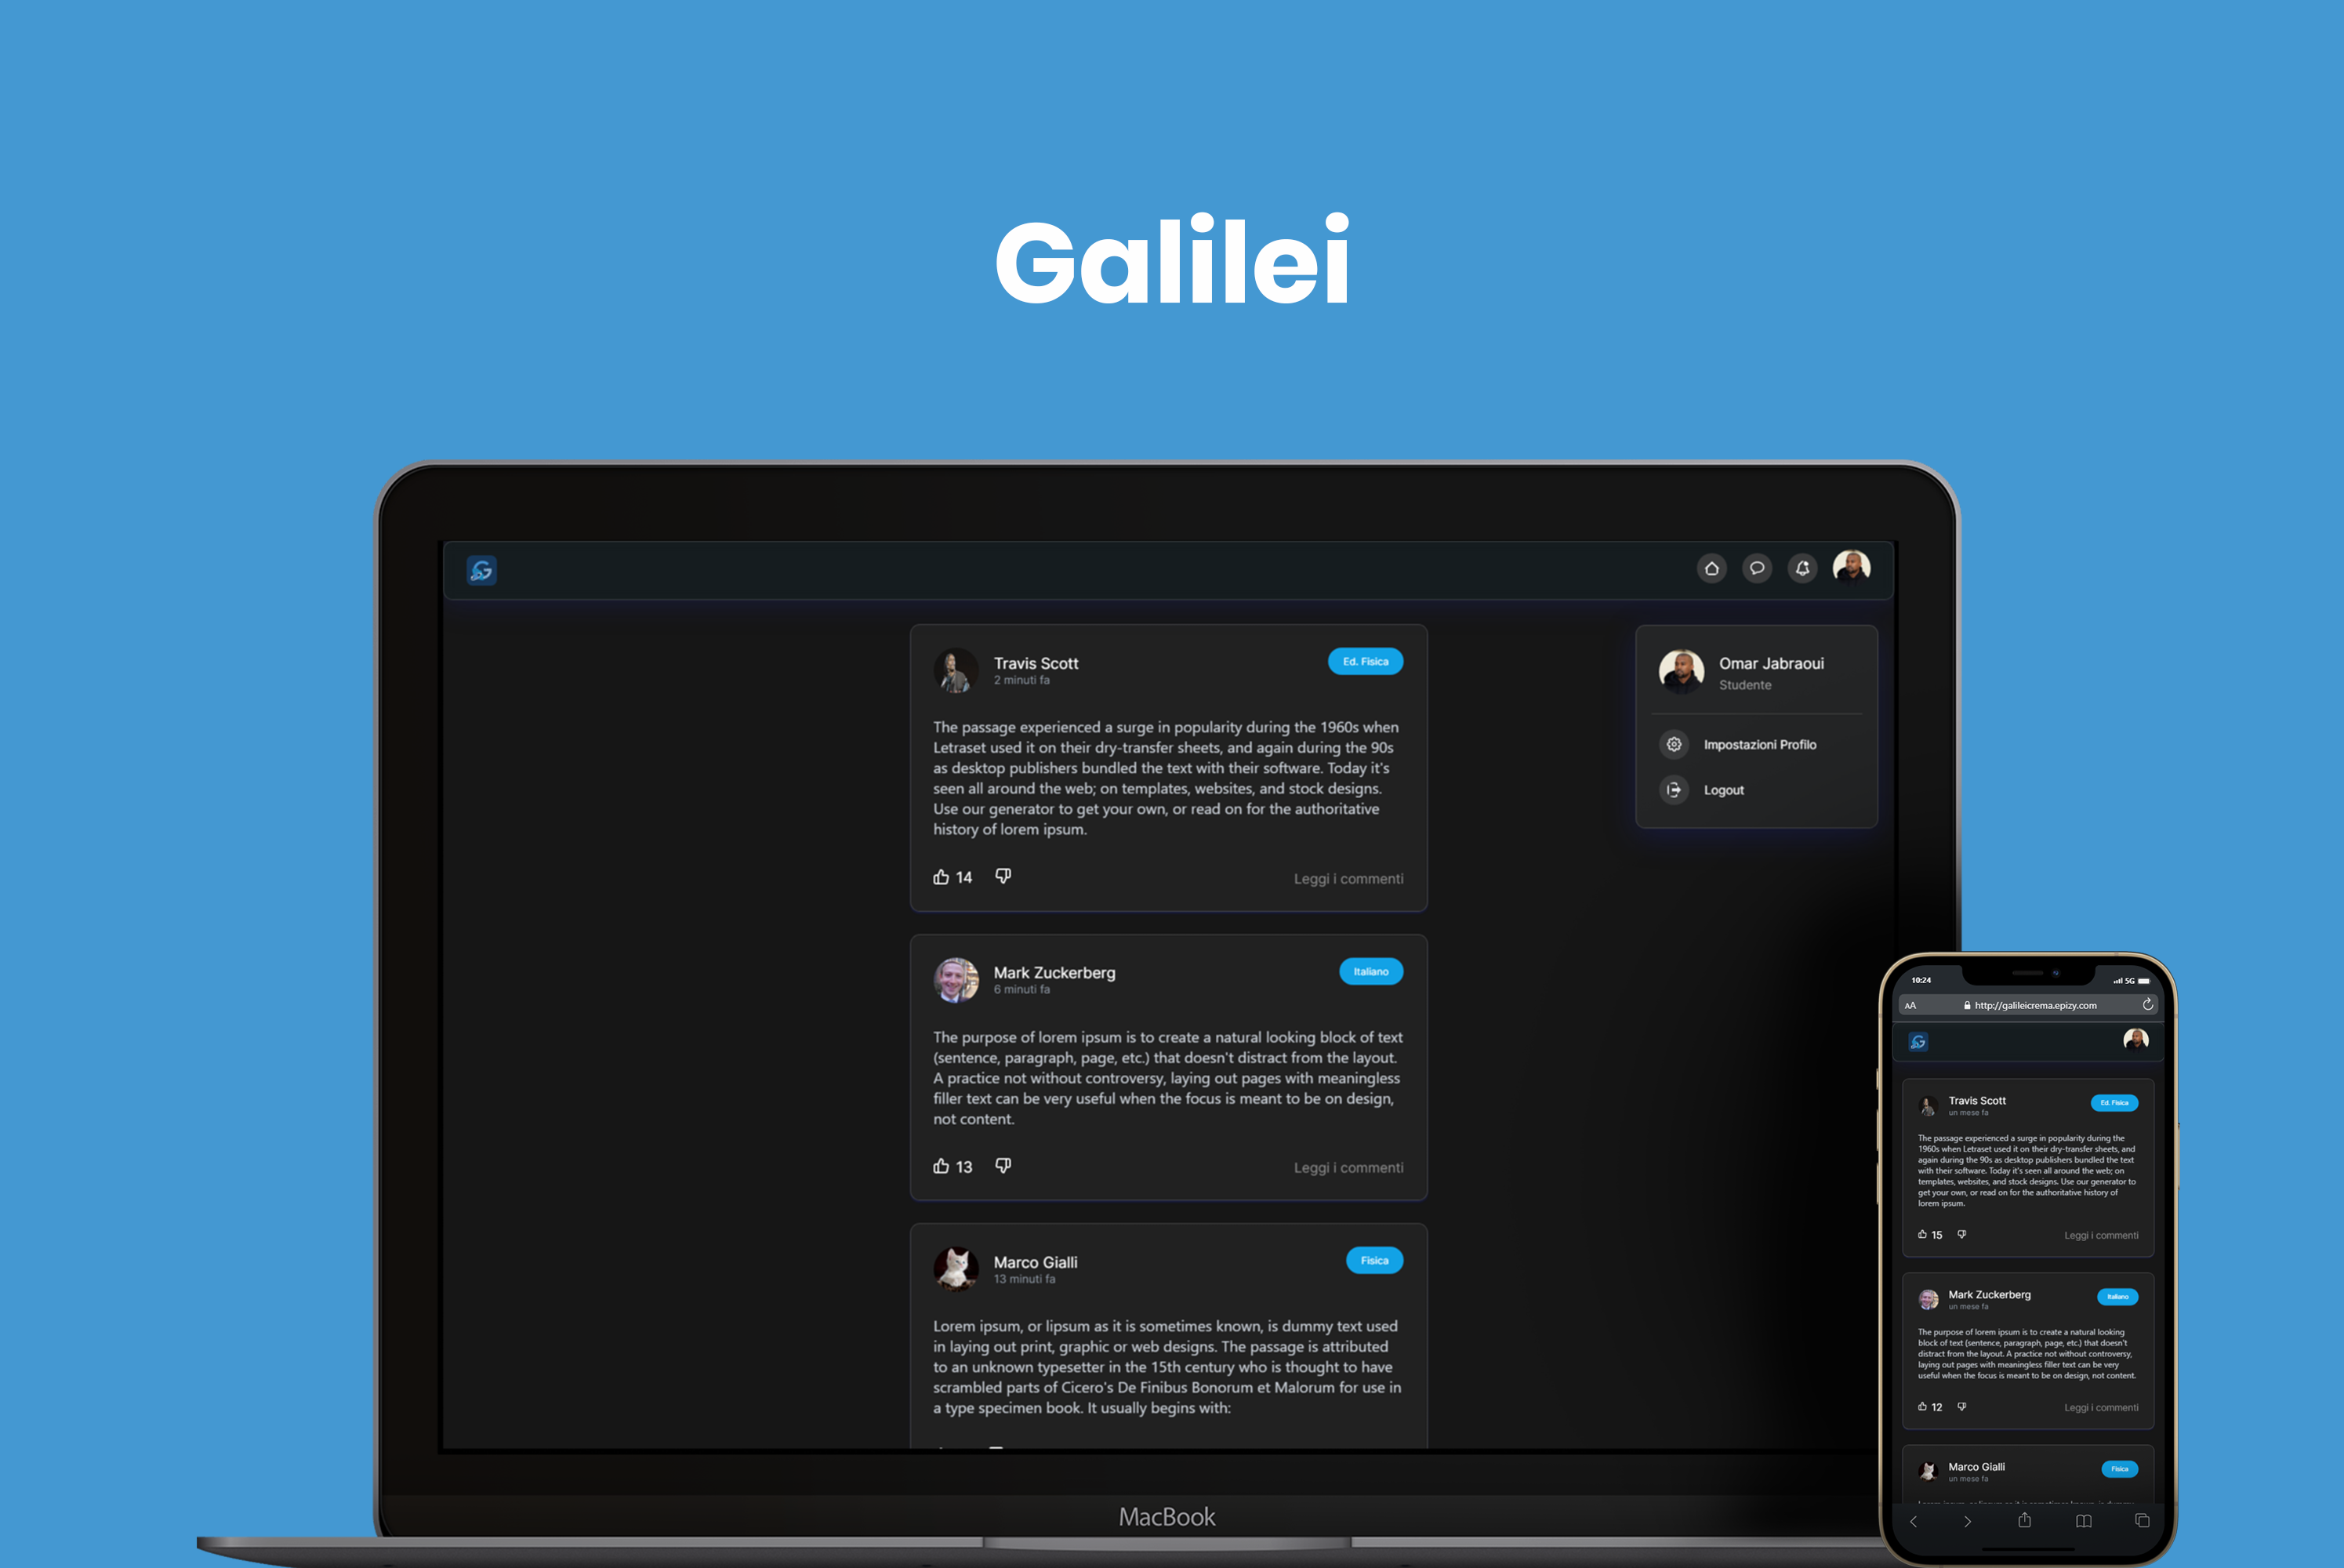 Galilei
Travis Scott
2 minuti fa
Ed. Fisica
The passage experienced a surge in popularity during the 1960s when
Letraset used it on their dry-transfer sheets, and again during the 90s
as desktop publishers bundled the text with their software. Today it's
seen all around the web; on templates, websites, and stock designs.
Use our generator to get your own, or read on for the authoritative
history of lorem ipsum.
14
Leggi i commenti
Mark Zuckerberg
6 minuti fa
Italiano
The purpose of lorem ipsum is to create a natural looking block of text
(sentence, paragraph, page, etc.) that doesn't distract from the layout.
A practice not without controversy, laying out pages with meaningless
filler text can be very useful when the focus is meant to be on design,
not content.
13
Leggi i commenti
Marco Gialli
13 minuti fa
Fisica
Lorem ipsum, or lipsum as it is sometimes known, is dummy text used
in laying out print, graphic or web designs. The passage is attributed
to an unknown typesetter in the 15th century who is thought to have
scrambled parts of Cicero's De Finibus Bonorum et Malorum for use in
a type specimen book. It usually begins with:
Omar Jabraoui
Studente
Impostazioni Profilo
Logout
MacBook
10:24
5G
AA
http://galileicrema.epizy.com
G
Travis Scott
un mese fa
Ed. Fisica
The passage experienced a surge in popularity during the
1960s when Letraset used it on their dry-transfer sheets, and
again during the 90s as desktop publishers bundled the text
with their software. Today it's seen all around the web; on
templates, websites, and stock designs. Use our generator to
get your own, or read on for the authoritative history of
lorem ipsum.
15
Leggi i commenti
Mark Zuckerberg
un mese fa
Italiano
The purpose of lorem ipsum is to create a natural looking
block of text (sentence, paragraph, page, etc.) that doesn't
distract from the layout. A practice not without controversy,
laying out pages with meaningless filler text can be very
useful when the focus is meant to be on design, not content.
12
Leggi i commenti
Marco Gialli
un mese fa
Fisica